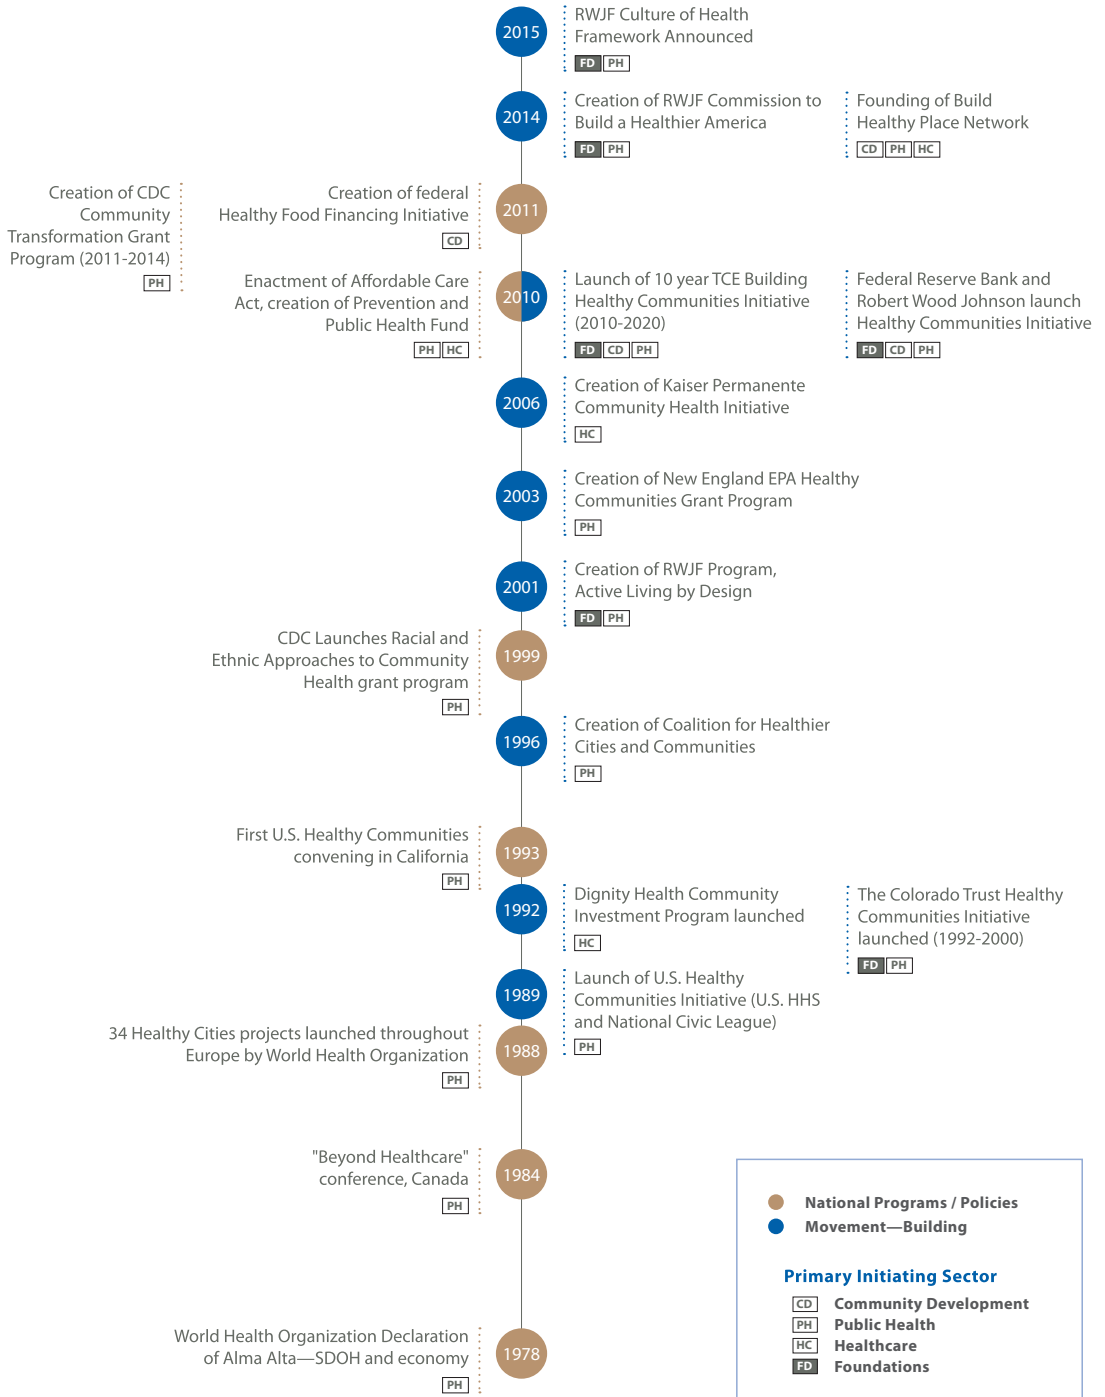 2015
RWJF Culture of Health
Framework Announced
FD PH
2014
Creation of RWJF Commission to
Build a Healthier America
FD PH
Founding of Build
Healthy Place Network
CD PH HC
Creation of CDC
Community
Transformation Grant
Program (2011-2014)
PH
Creation of federal
Healthy Food Financing Initiative
CD
2011
Enactment of Affordable Care
Act, creation of Prevention and
Public Health Fund
PH HC
2010
Launch of 10 year TCE Building
Healthy Communities Initiative
(2010-2020)
FD CD PH
Federal Reserve Bank and
Robert Wood Johnson launch
Healthy Communities Initiative
FD CD PH
2006
Creation of Kaiser Permanente
Community Health Initiative
HC
2003
Creation of New England EPA Healthy
Communities Grant Program
PH
2001
Creation of RWJF Program,
Active Living by Design
FD PH
CDC Launches Racial and
Ethnic Approaches to Community
Health grant program
PH
1999
1996
Creation of Coalition for Healthier
Cities and Communities
PH
First U.S. Healthy Communities
convening in California
PH
1993
1992
Dignity Health Community
Investment Program launched
HC
The Colorado Trust Healthy
Communities Initiative
launched (1992-2000)
FD PH
1989
Launch of U.S. Healthy
Communities Initiative (U.S. HHS
and National Civic League)
PH
34 Healthy Cities projects launched throughout
Europe by World Health Organization
PH
1988
"Beyond Healthcare"
conference, Canada
PH
1984
World Health Organization Declaration
of Alma Alta—SDOH and economy
PH
1978
National Programs / Policies
Movement—Building
Primary Initiating Sector
CD Community Development
PH Public Health
HC Healthcare
FD Foundations